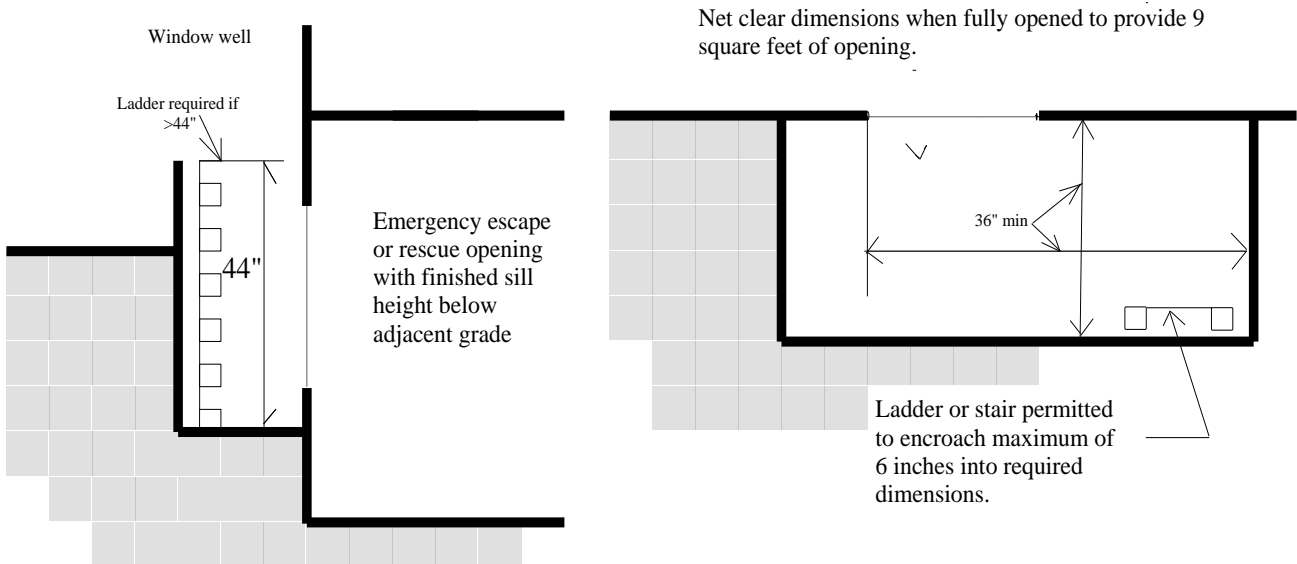 Window well
Ladder required if
>44"
44"
Emergency escape
or rescue opening
with finished sill
height below
adjacent grade
Net clear dimensions when fully opened to provide 9
square feet of opening.
36" min
Ladder or stair permitted
to encroach maximum of
6 inches into required
dimensions.